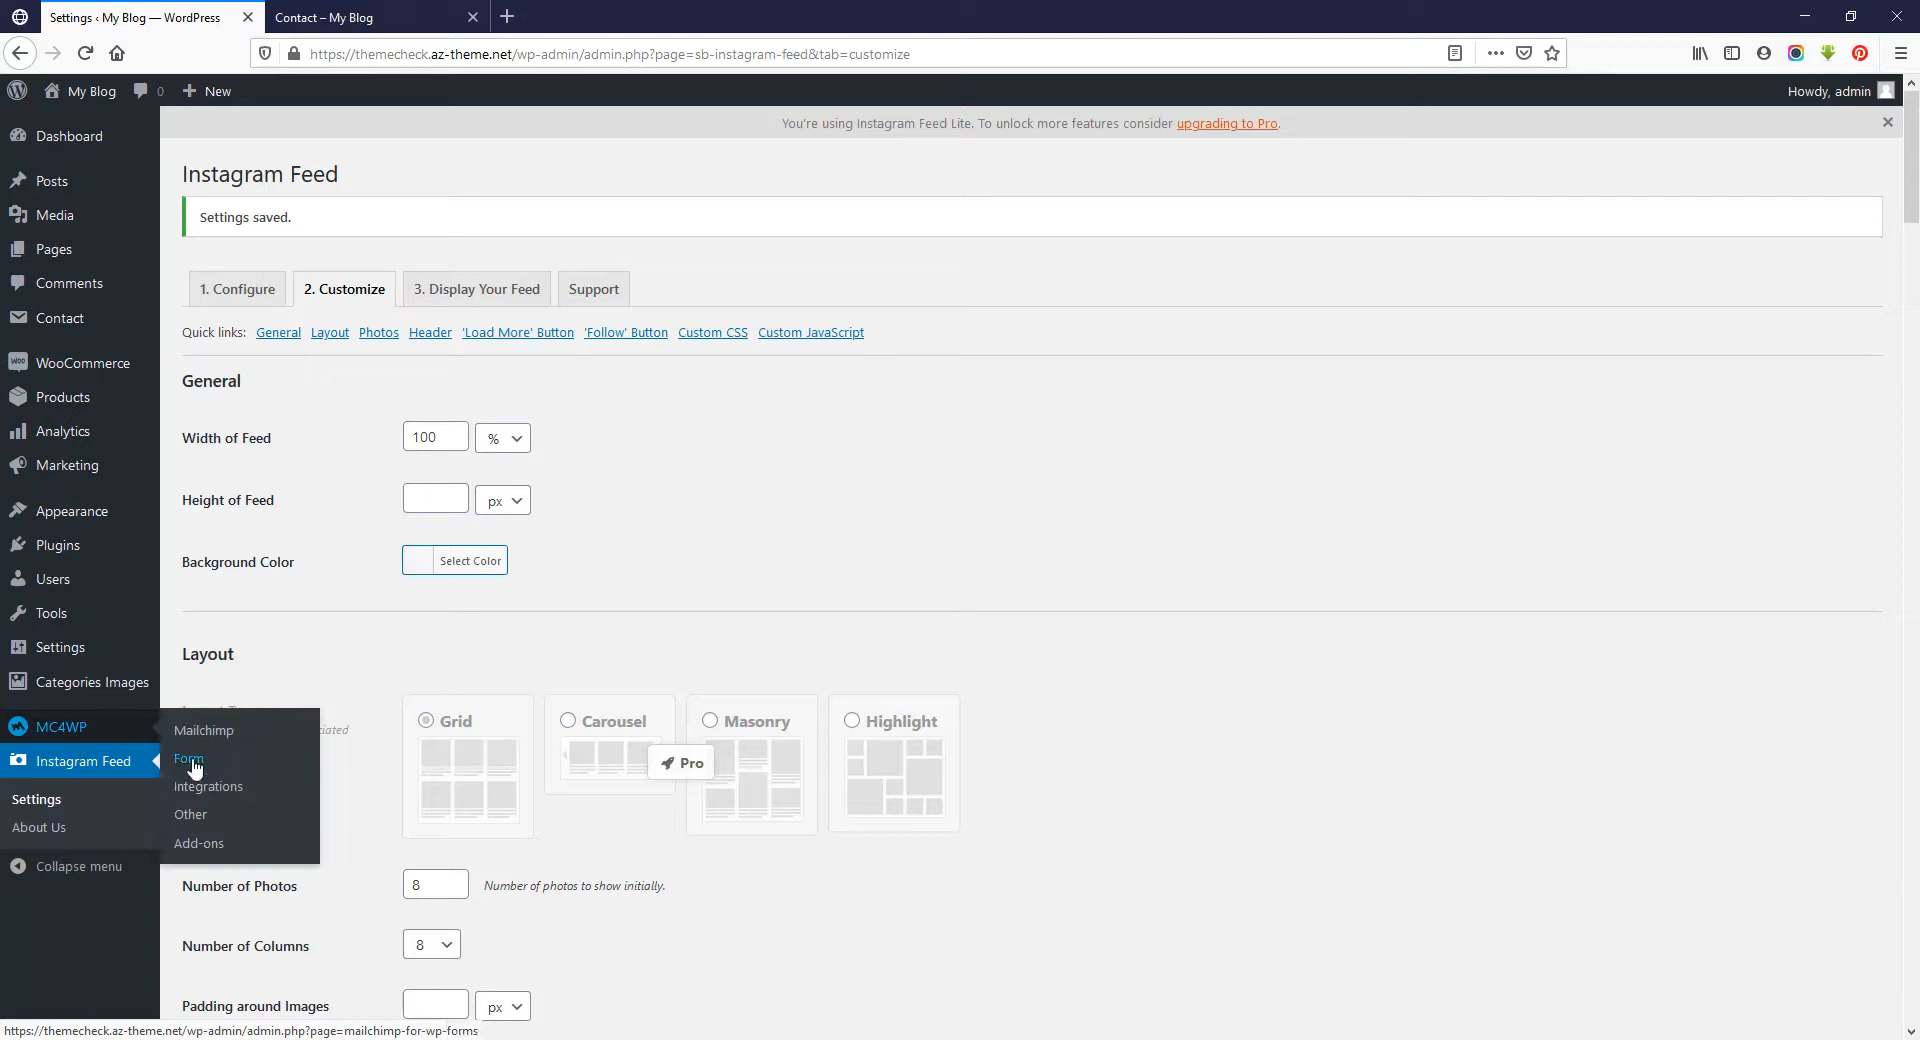 Settings ‹ My Blog — WordPress
Contact – My Blog
https://themecheck.az-theme.net/wp-admin/admin.php?page=sb-instagram-feed&tab=customize
My Blog
0
New
Howdy, admin
Dashboard
Posts
Media
Pages
Comments
Contact
WooCommerce
Products
Analytics
Marketing
Appearance
Plugins
Users
Tools
Settings
Categories Images
MC4WP
Instagram Feed
Settings
About Us
Collapse menu
Mailchimp
Form
Integrations
Other
Add-ons
You're using Instagram Feed Lite. To unlock more features consider upgrading to Pro.
Instagram Feed
Settings saved.
1. Configure
2. Customize
3. Display Your Feed
Support
Quick links: General Layout Photos Header 'Load More' Button 'Follow' Button Custom CSS Custom JavaScript
General
Width of Feed
100
%
Height of Feed
px
Background Color
Select Color
Layout
Grid
Carousel
Masonry
Highlight
Pro
Number of Photos
8
Number of photos to show initially.
Number of Columns
8
Padding around Images
px
https://themecheck.az-theme.net/wp-admin/admin.php?page=mailchimp-for-wp-forms